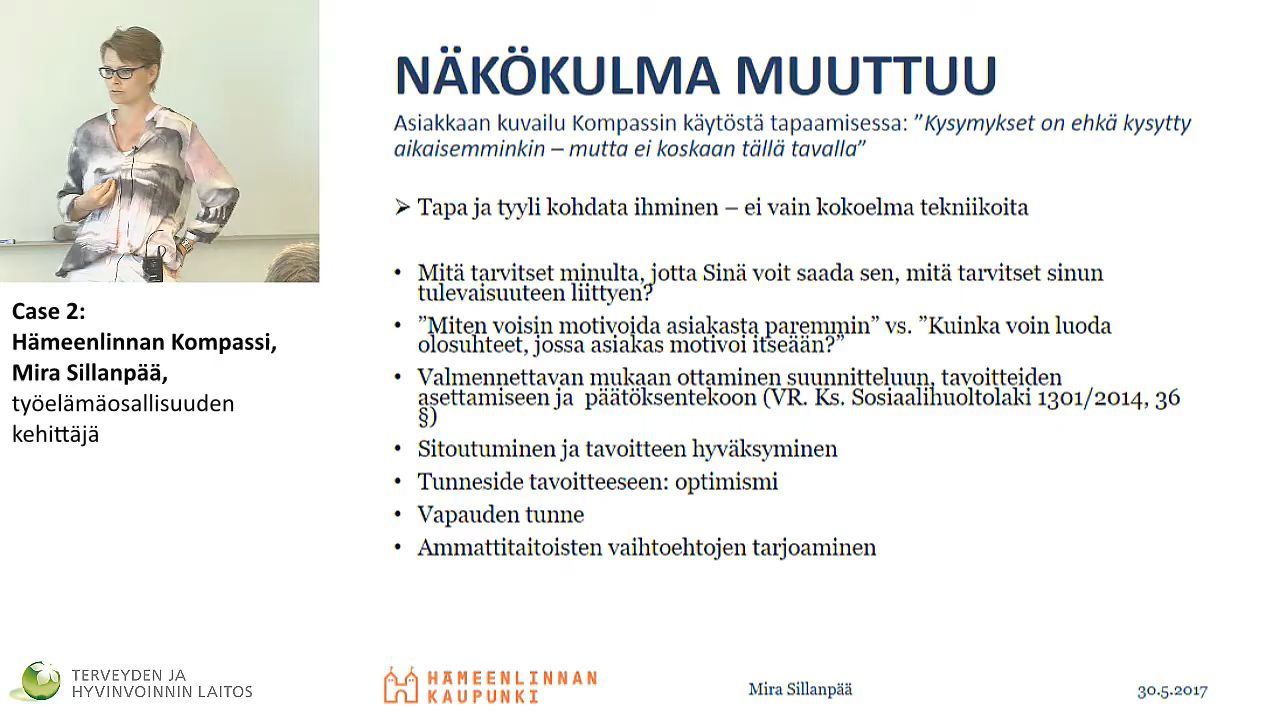 NÄKÖKULMA MUUTTUU
Asiakkaan kuvailu Kompassin käytöstä tapaamisessa: ”Kysymykset on ehkä kysytty
aikaisemminkin – mutta ei koskaan tällä tavalla”
➢ Tapa ja tyyli kohdata ihminen – ei vain kokoelma tekniikoita
• Mitä tarvitset minulta, jotta Sinä voit saada sen, mitä tarvitset sinun
tulevaisuuteen liittyen?
• ”Miten voisin motivoida asiakasta paremmin” vs. ”Kuinka voin luoda
olosuhteet, jossa asiakas motivoi itseään?”
• Valmennettavan mukaan ottaminen suunnitteluun, tavoitteiden
asettamiseen ja päätöksentekoon (VR. Ks. Sosiaalihuoltolaki 1301/2014, 36
§)
• Sitoutuminen ja tavoitteen hyväksyminen
• Tunneside tavoitteeseen: optimismi
• Vapauden tunne
• Ammattitaitoisten vaihtoehtojen tarjoaminen
Case 2:
Hämeenlinnan Kompassi,
Mira Sillanpää,
työelämäosallisuuden
kehittäjä
TERVEYDEN JA
HYVINVOINNIN LAITOS
HÄMEENLINNAN
KAUPUNKI
Mira Sillanpää
30.5.2017